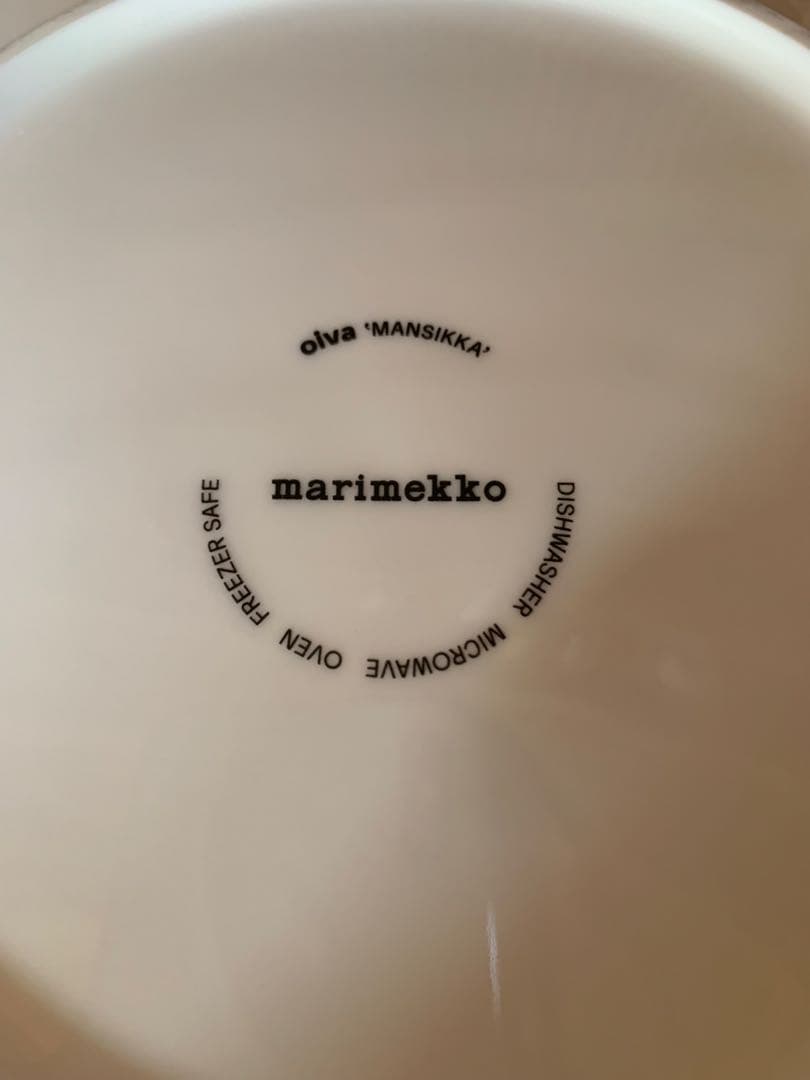 oiva ‘MANSIKKA’
marimekko
DISHWASHER MICROWAVE OVEN FREEZER SAFE